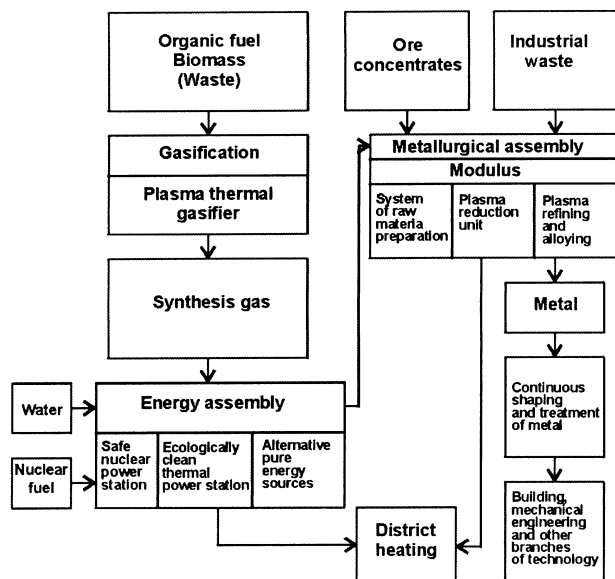 Organic fuel
Biomass
(Waste)
Ore
concentrates
Industrial
waste
Gasification
Plasma thermal
gasifier
Metallurgical assembly
Modulus
System
of raw
materia
preparation
Plasma
reduction
unit
Plasma
refining
and
alloying
Synthesis gas
Metal
Water
Energy assembly
Continuous
shaping
and treatment
of metal
Nuclear
fuel
Safe
nuclear
power
station
Ecologically
clean
thermal
power station
Alternative
pure
energy
sources
District
heating
Building,
mechanical
engineering
and other
branches
of technology